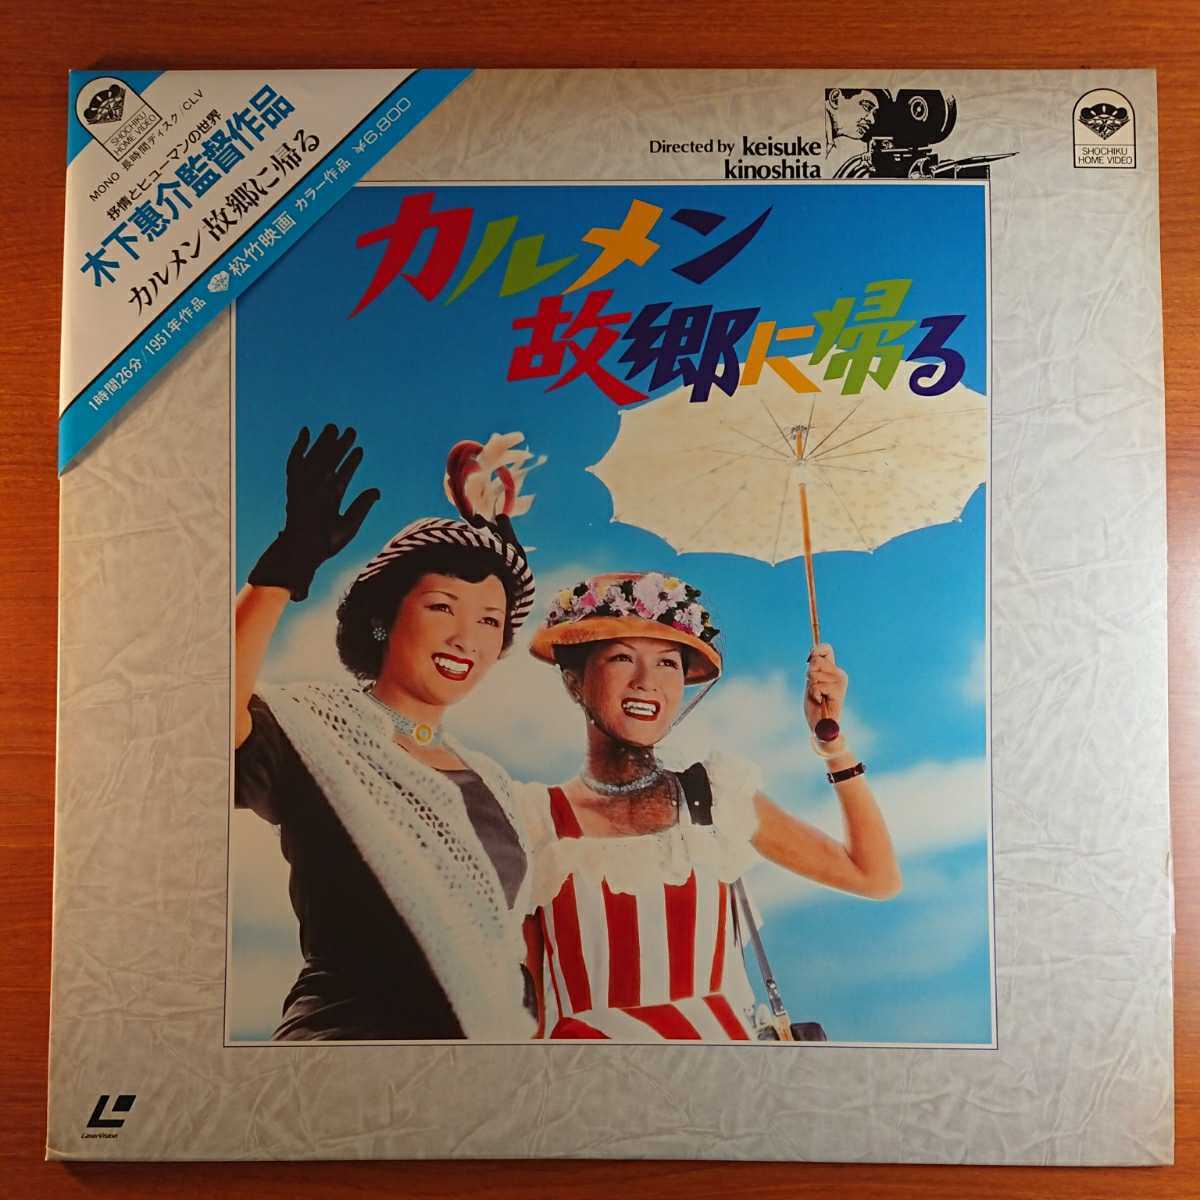 SHOCHIKU
HOME VIDEO
MONO 長時間ディスク/CLV
抒情とヒューマンの世界
木下惠介監督作品
カルメン故郷に帰る
1時間26分/1951年作品 松竹映画 カラー作品 ¥6,800
Directed by keisuke
kinoshita
SHOCHIKU
HOME VIDEO
カルメン
故郷に帰る
LaserVision